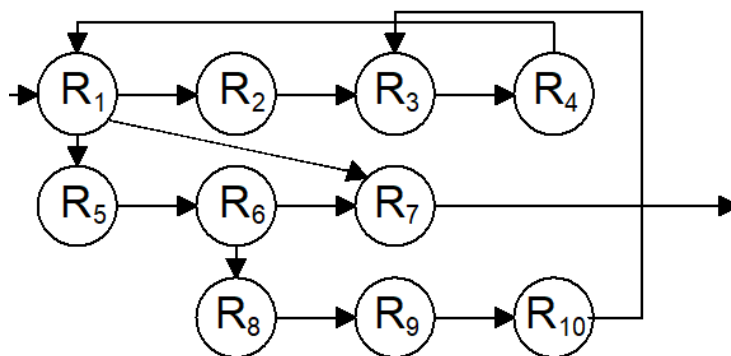 R₁ R₂ R₃ R₄
R₅ R₆ R₇
R₈ R₉ R₁₀